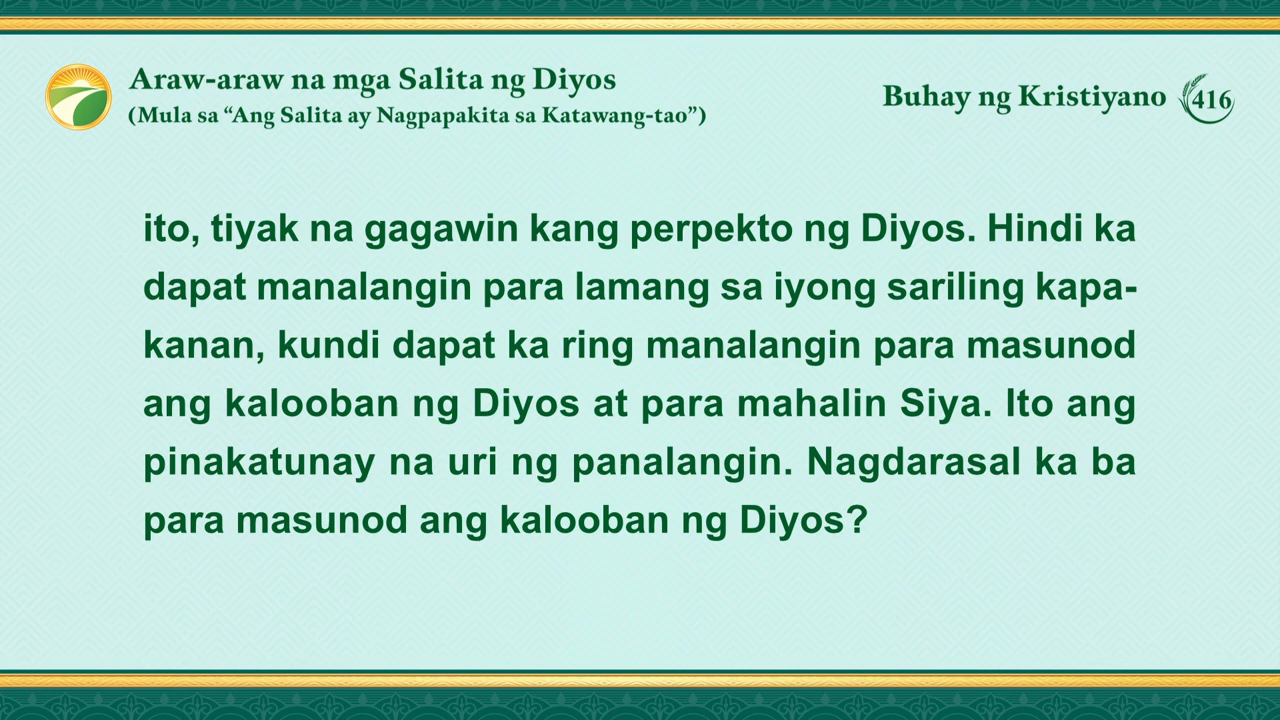 Araw-araw na mga Salita ng Diyos
(Mula sa “Ang Salita ay Nagpapakita sa Katawang-tao”)
Buhay ng Kristiyano 416
ito, tiyak na gagawin kang perpekto ng Diyos. Hindi ka
dapat manalangin para lamang sa iyong sariling kapa-
kanan, kundi dapat ka ring manalangin para masunod
ang kalooban ng Diyos at para mahalin Siya. Ito ang
pinakatunay na uri ng panalangin. Nagdarasal ka ba
para masunod ang kalooban ng Diyos?